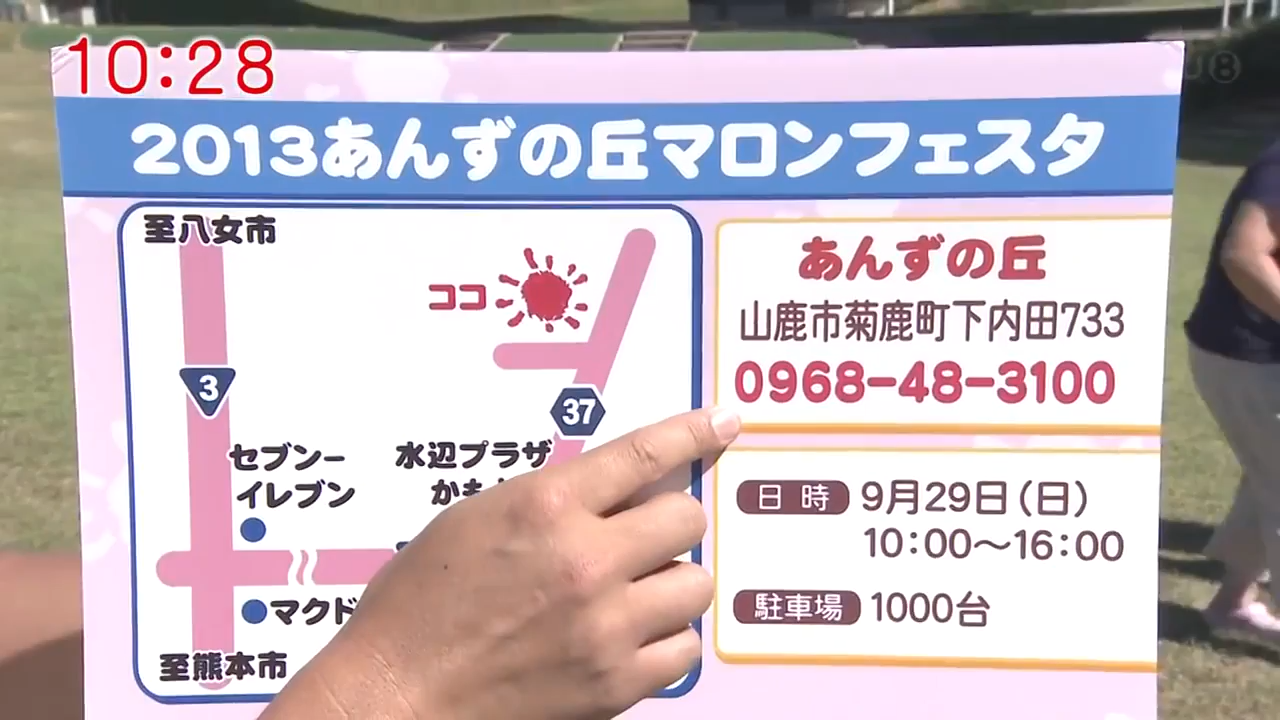 10:28
2013あんずの丘マロンフェスタ
至八女市
ココ
3
37
セブンー
イレブン
水辺プラザ
マクド
至熊本市
あんずの丘
山鹿市菊鹿町下内田733
0968-48-3100
日時 9月29日(日)
10:00〜16:00
駐車場 1000台